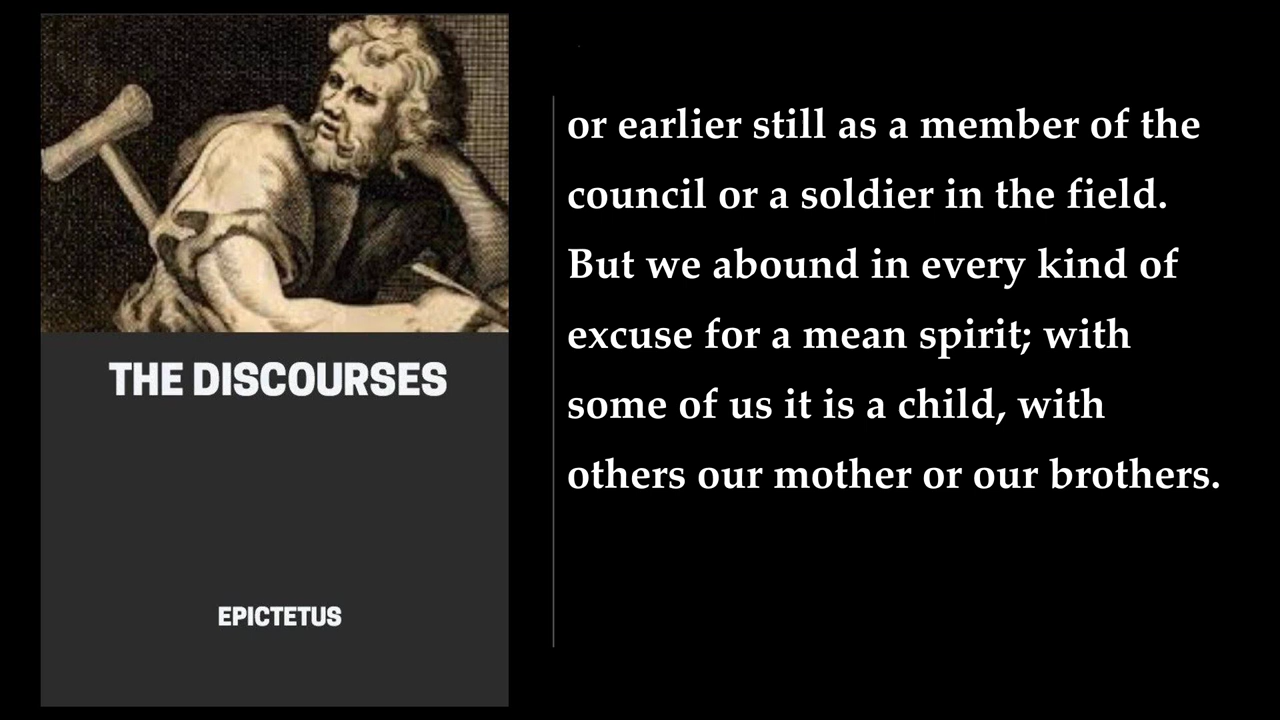 THE DISCOURSES
EPICTETUS
or earlier still as a member of the
council or a soldier in the field.
But we abound in every kind of
excuse for a mean spirit; with
some of us it is a child, with
others our mother or our brothers.